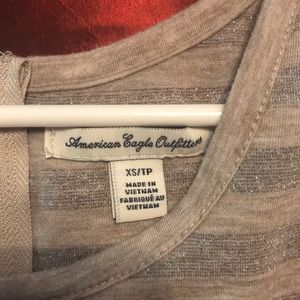 American Eagle Outfitters
XS/TP
MADE IN
VIETNAM
FABRIQUÉ AU
VIETNAM